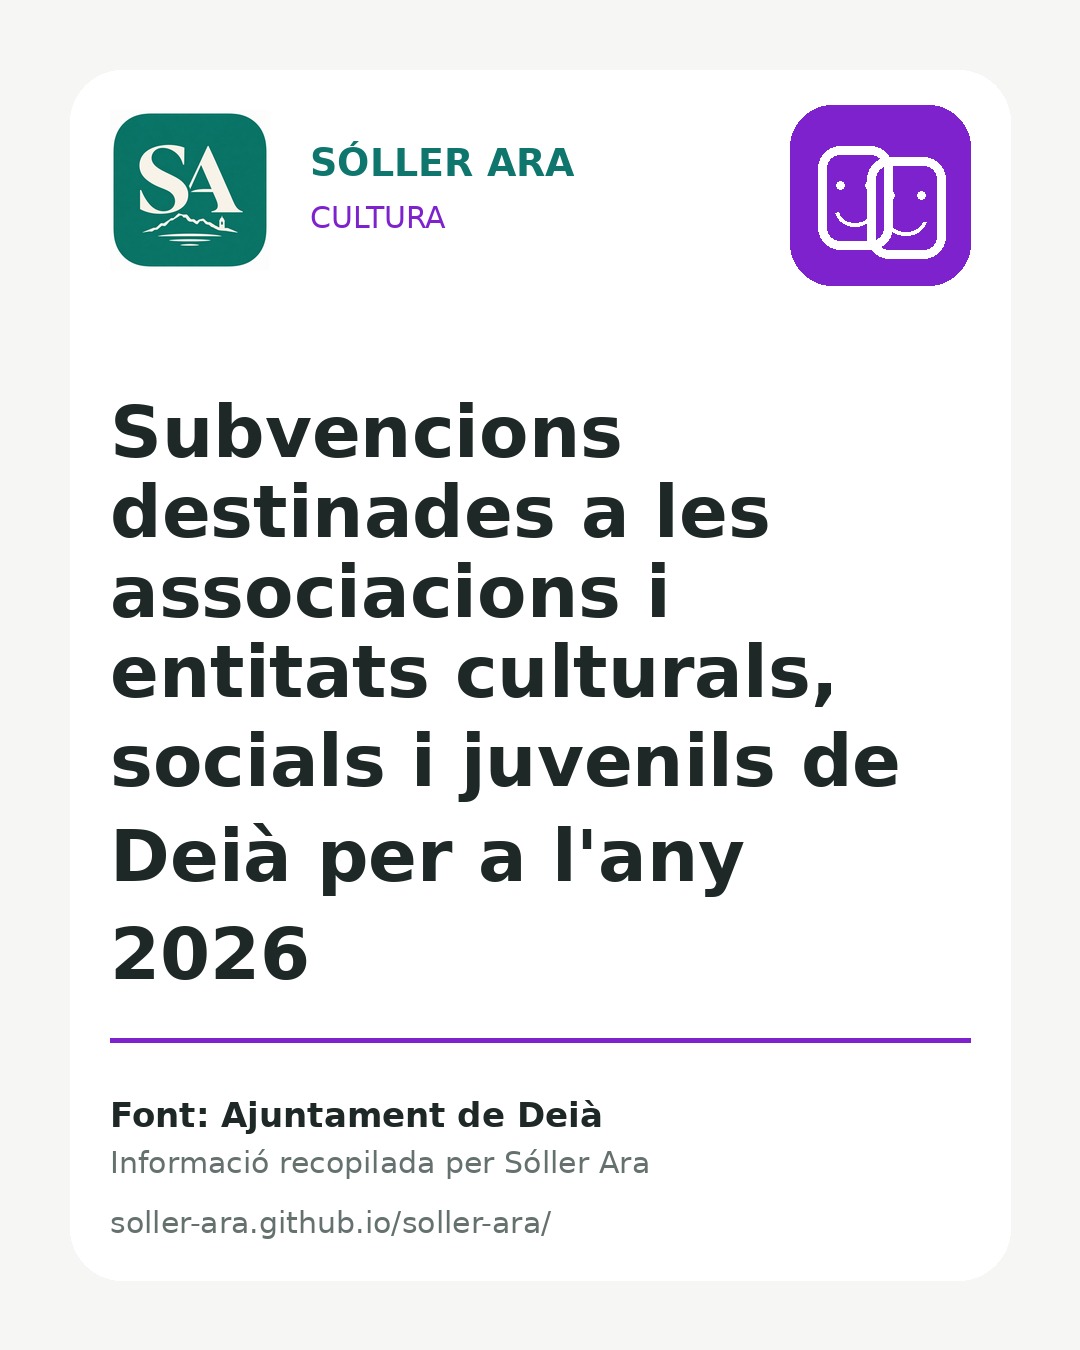 SA
SÓLLER ARA
CULTURA
Subvencions
destinades a les
associacions i
entitats culturals,
socials i juvenils de
Deià per a l'any
2026
Font: Ajuntament de Deià
Informació recopilada per Sóller Ara
soller-ara.github.io/soller-ara/